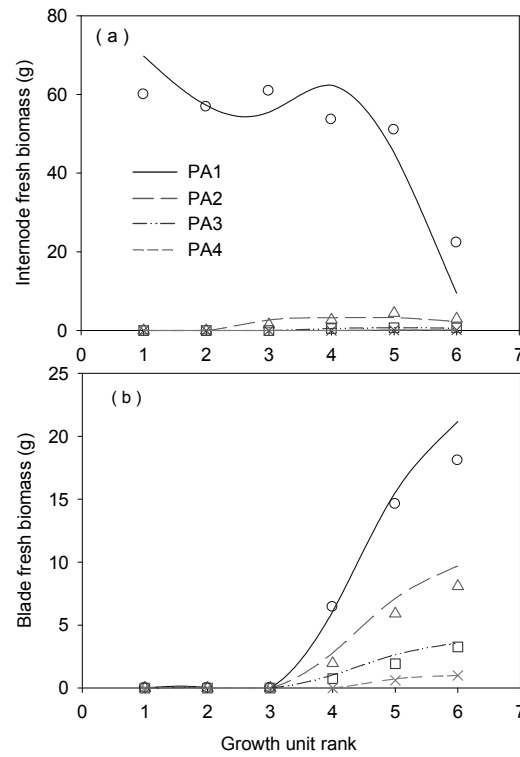 80
( a )
60
40
20
0
Internode fresh biomass (g)
PA1
PA2
PA3
PA4
0 1 2 3 4 5 6 7
25
( b )
20
15
10
5
0
Blade fresh biomass (g)
0 1 2 3 4 5 6 7
Growth unit rank